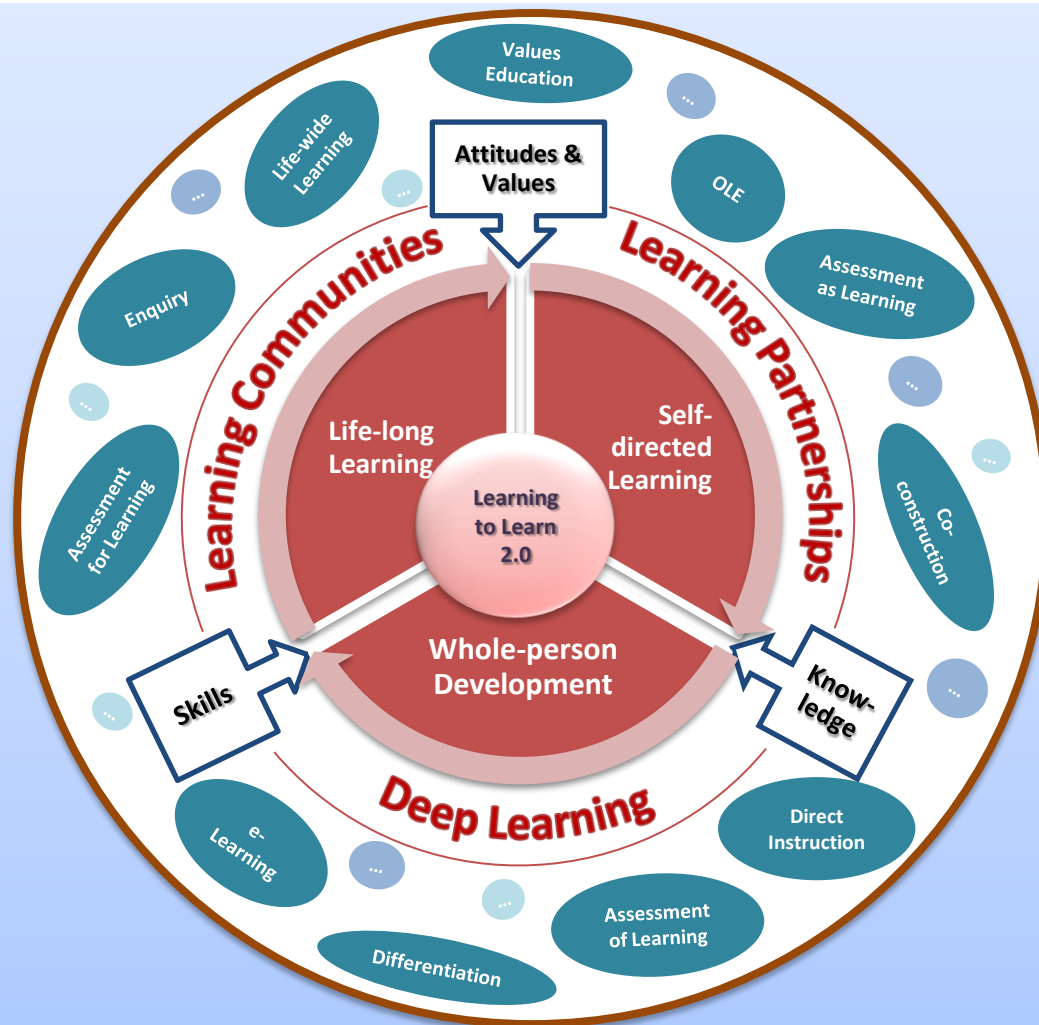 Values
Education
...
Life-wide
Learning
...
...
OLE
Attitudes &
Values
Learning Communities
Learning Partnerships
Enquiry
Assessment
as Learning
...
...
Life-long
Learning
Self-
directed
Learning
...
Assessment
for Learning
Learning
to Learn
2.0
Co-
construction
Whole-person
Development
Skills
...
Know-
ledge
...
Deep Learning
e-
Learning
...
...
Direct
Instruction
Assessment
of Learning
Differentiation